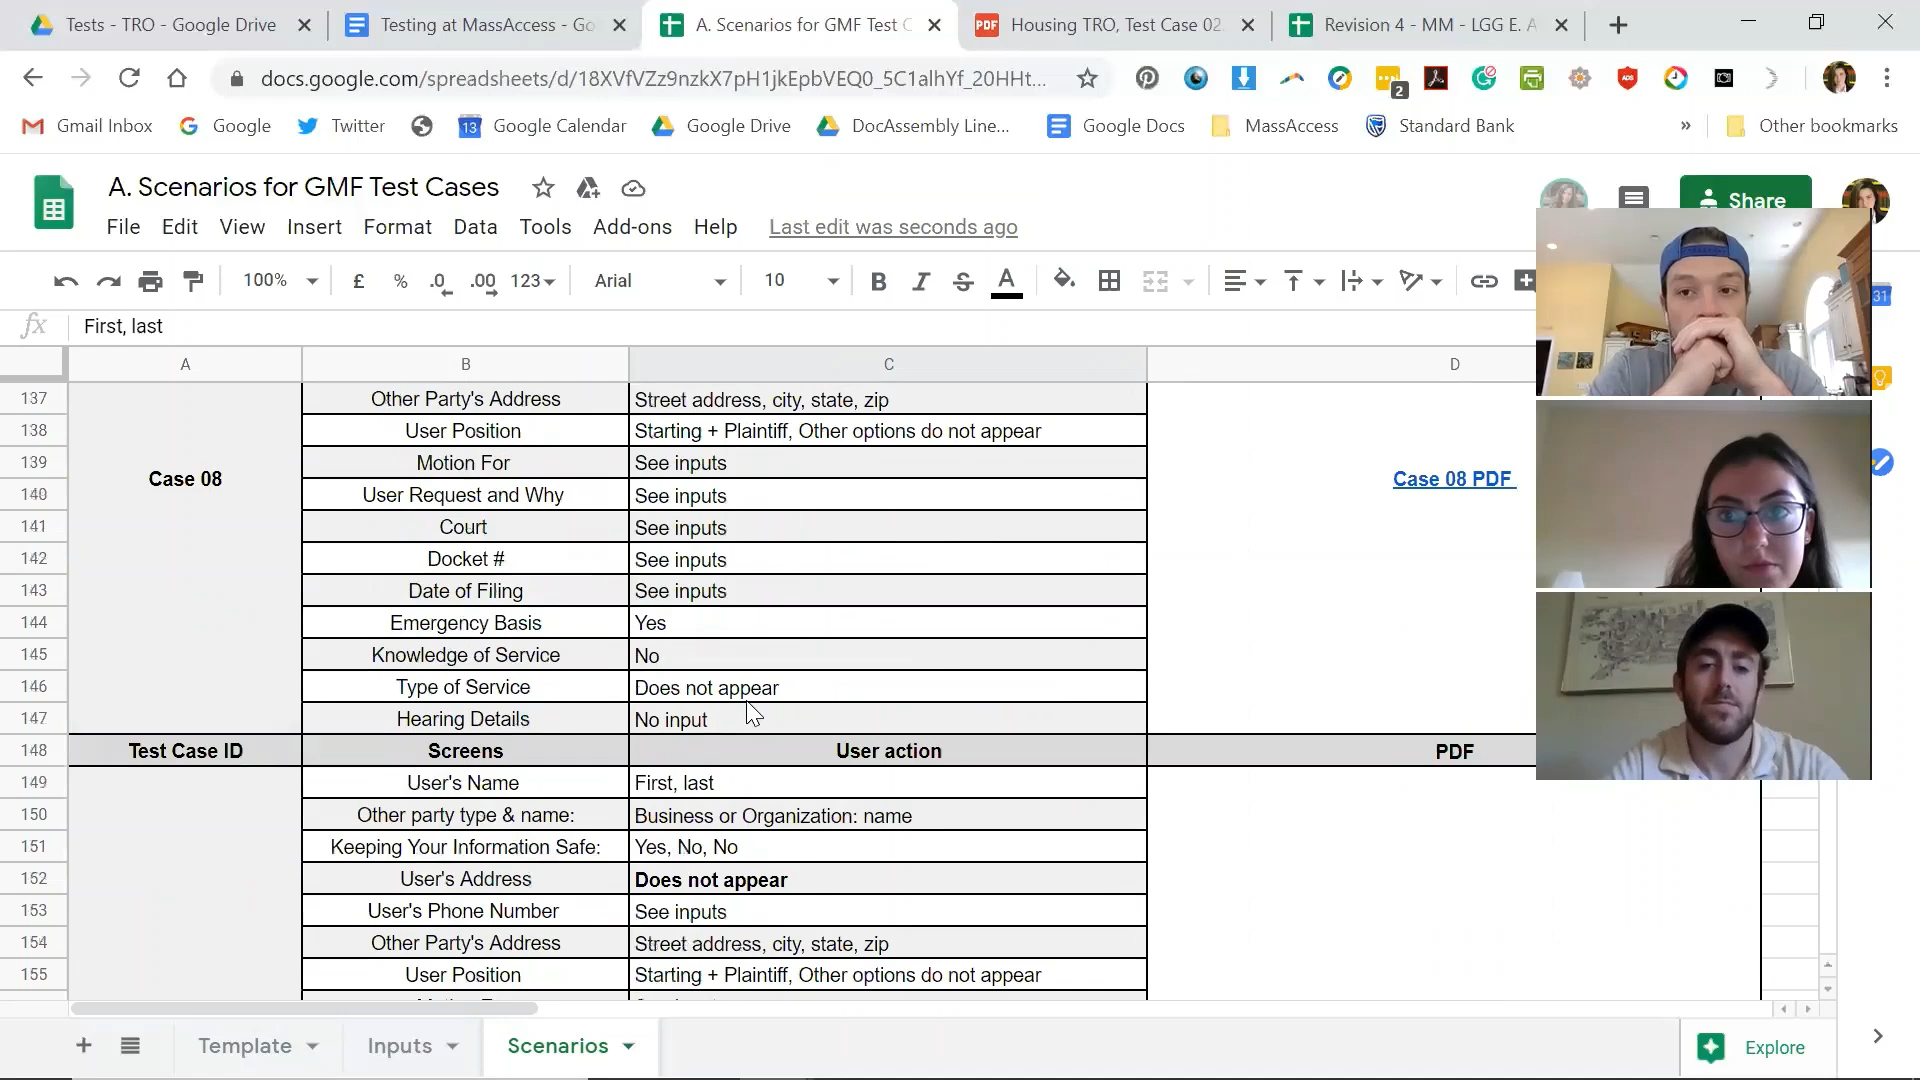 Tests - TRO - Google Drive
Testing at MassAccess - Go
A. Scenarios for GMF Test C
PDF
Housing TRO, Test Case 02
Revision 4 - MM - LGG E. A
docs.google.com/spreadsheets/d/18XVfVZz9nzkX7pH1jkEpbVEQ0_5C1alhYf_20HHt...
2
ADS
Gmail Inbox
Google
Twitter
13
Google Calendar
Google Drive
DocAssembly Line...
Google Docs
MassAccess
Standard Bank
»
Other bookmarks
A. Scenarios for GMF Test Cases
Share
File Edit View Insert Format Data Tools Add-ons Help
Last edit was seconds ago
100% £ % .0 .00 123 Arial 10 B I S A
31
fx First, last
A B C D
137 Other Party's Address Street address, city, state, zip
138 User Position Starting + Plaintiff, Other options do not appear
139 Motion For See inputs
Case 08
Case 08 PDF
140 User Request and Why See inputs
141 Court See inputs
142 Docket # See inputs
143 Date of Filing See inputs
144 Emergency Basis Yes
145 Knowledge of Service No
146 Type of Service Does not appear
147 Hearing Details No input
148 Test Case ID Screens User action PDF
149 User's Name First, last
150 Other party type & name: Business or Organization: name
151 Keeping Your Information Safe: Yes, No, No
152 User's Address Does not appear
153 User's Phone Number See inputs
154 Other Party's Address Street address, city, state, zip
155 User Position Starting + Plaintiff, Other options do not appear
Template
Inputs
Scenarios
Explore